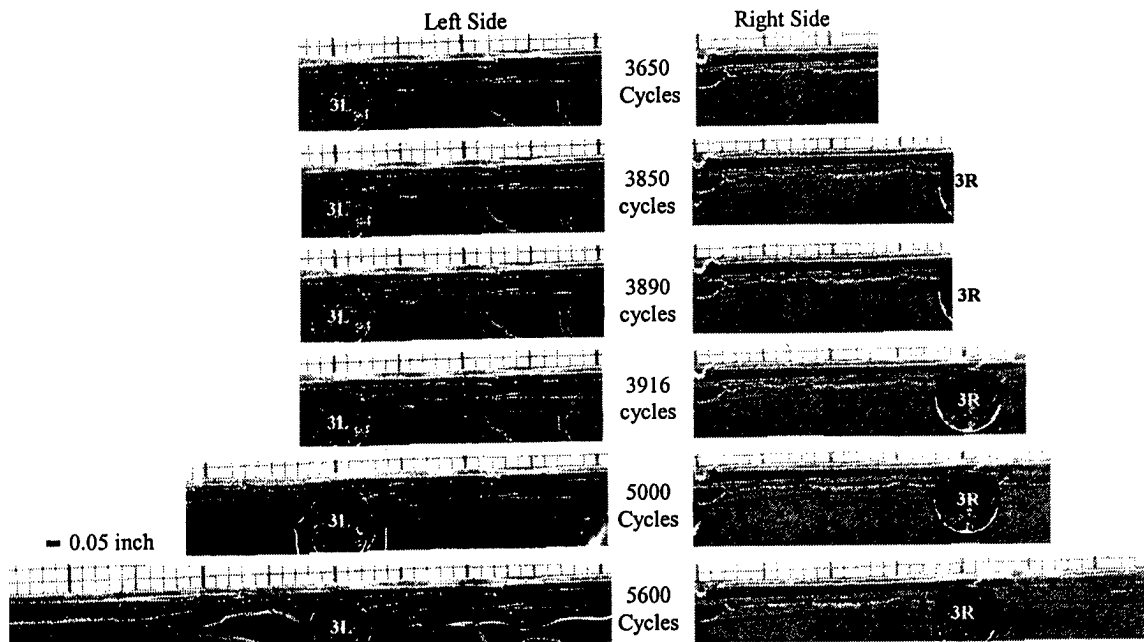 Left Side
Right Side
3650
Cycles
3L
3850
cycles
3L
3R
3890
cycles
3L
3R
3916
cycles
3L
3R
5000
Cycles
3L
3R
0.05 inch
5600
Cycles
3L
3R